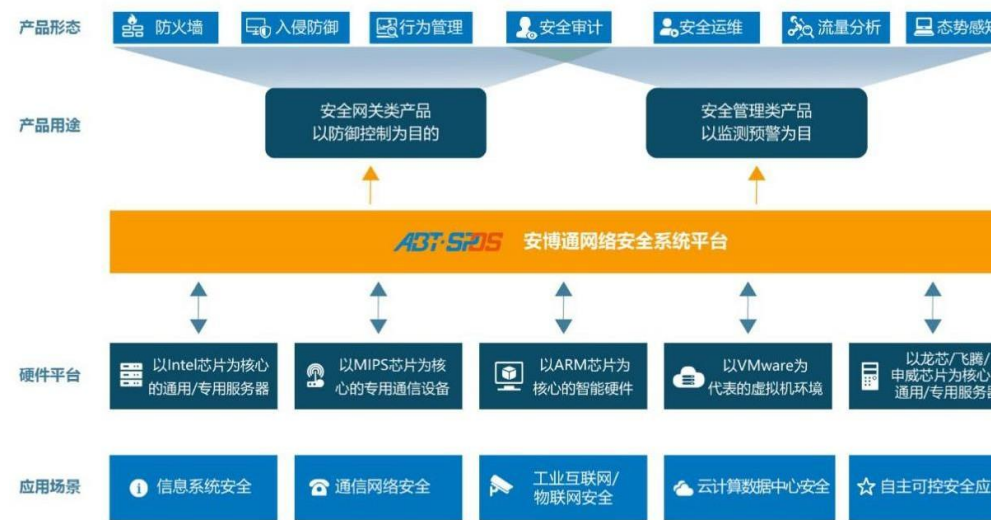 产品形态
防火墙
入侵防御
行为管理
安全审计
安全运维
流量分析
态势感知
产品用途
安全网关类产品
以防御控制为目的
安全管理类产品
以监测预警为目
ABT·SPOS 安博通网络安全系统平台
硬件平台
以Intel芯片为核心
的通用/专用服务器
以MIPS芯片为核
心的专用通信设备
以ARM芯片为
核心的智能硬件
以VMware为
代表的虚拟机环境
以龙芯/飞腾/
申威芯片为核心
通用/专用服务器
应用场景
信息系统安全
通信网络安全
工业互联网/
物联网安全
云计算数据中心安全
自主可控安全应